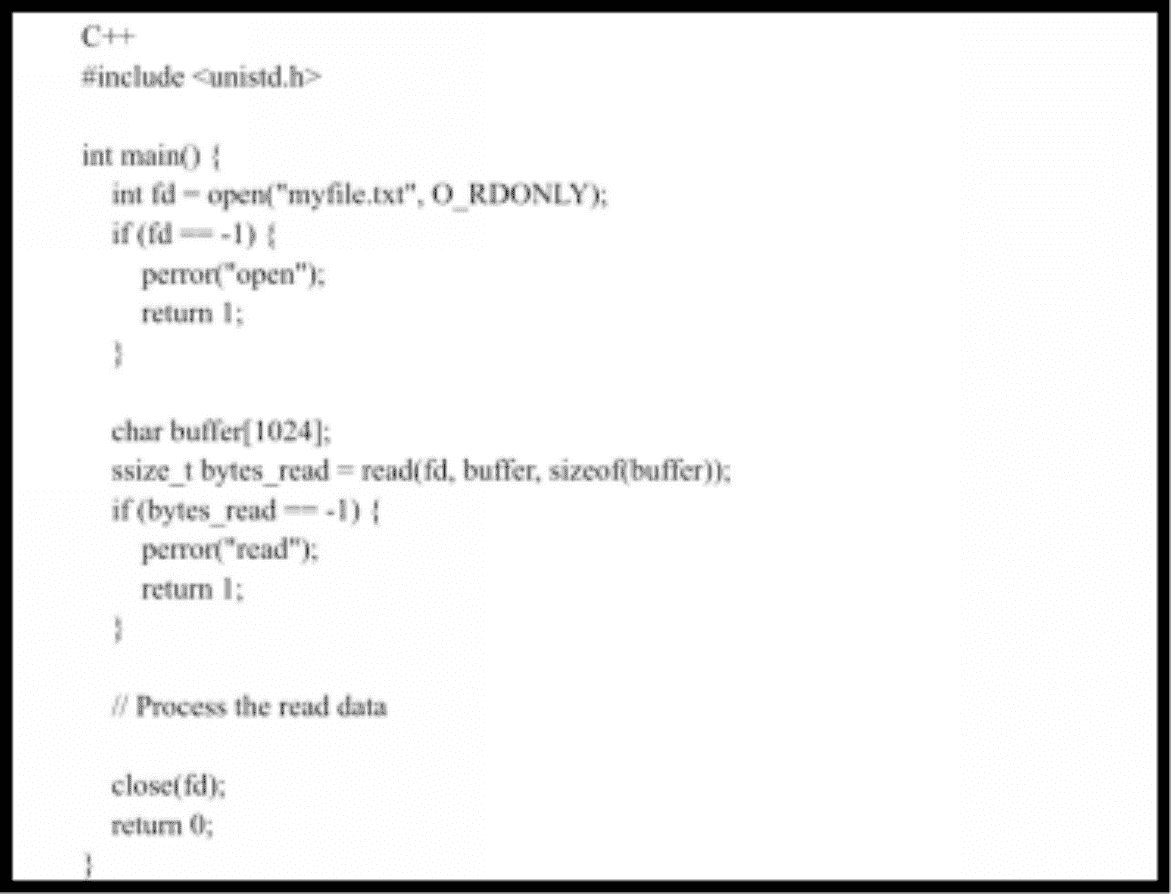 C++
#include <unistd.h>
int main() {
int fd = open("myfile.txt", O_RDONLY);
if (fd == -1) {
perror("open");
return 1;
}
char buffer[1024];
ssize_t bytes_read = read(fd, buffer, sizeof(buffer));
if (bytes_read == -1) {
perror("read");
return 1;
}
// Process the read data
close(fd);
return 0;
}